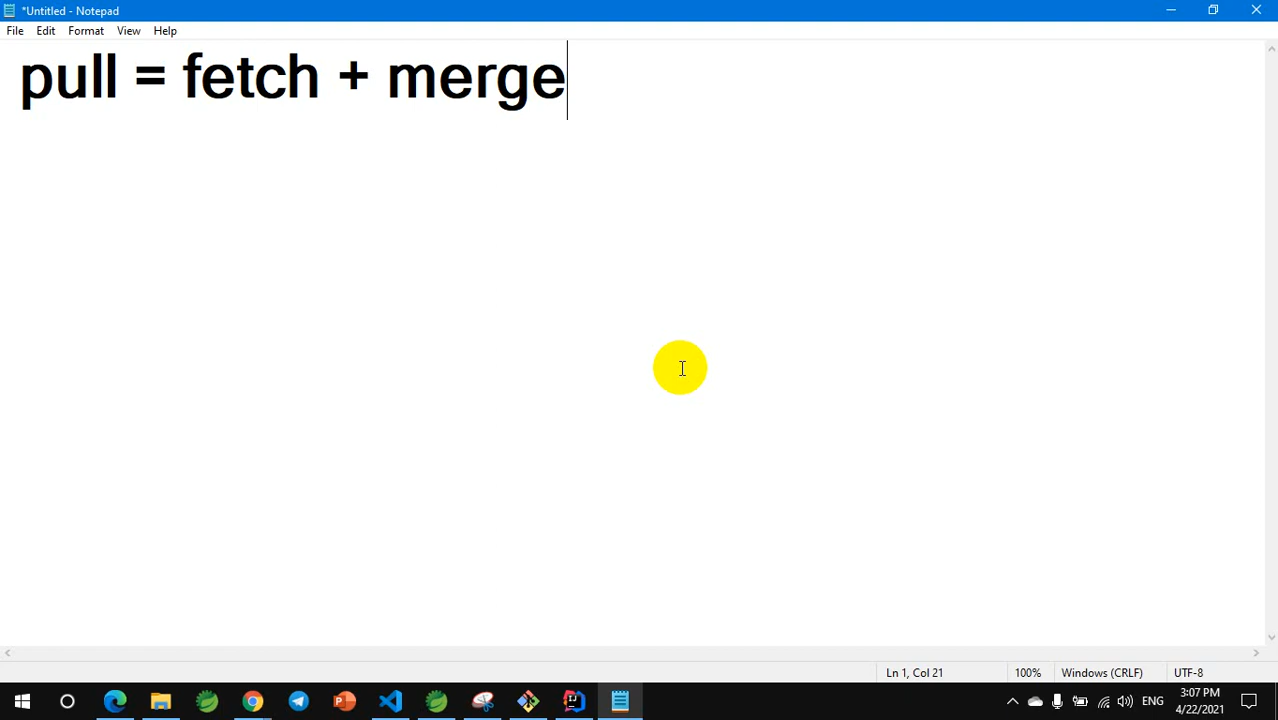 *Untitled - Notepad
File Edit Format View Help
pull = fetch + merge
Ln 1, Col 21 100% Windows (CRLF) UTF-8
ENG 3:07 PM
4/22/2021